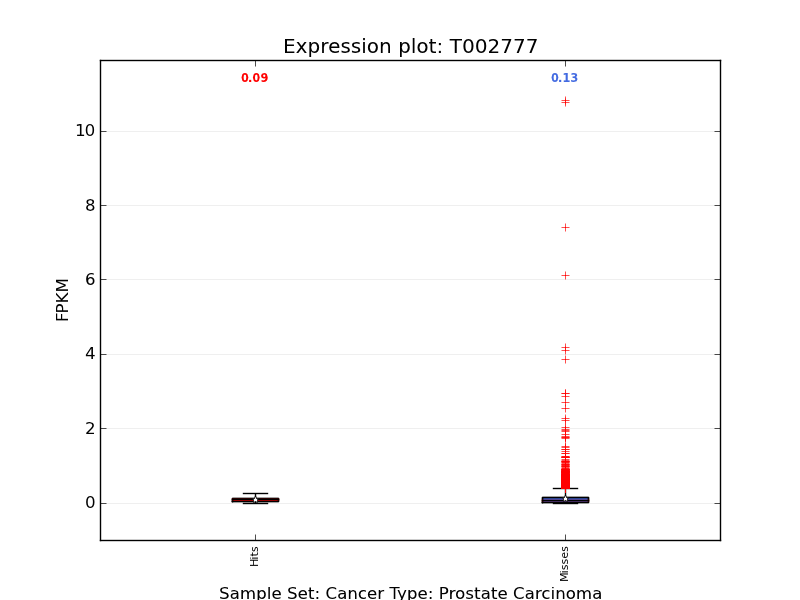 Expression plot: T002777
0.09 0.13
10
8
6
4
2
0
FPKM
Hits Misses
Sample Set: Cancer Type: Prostate Carcinoma